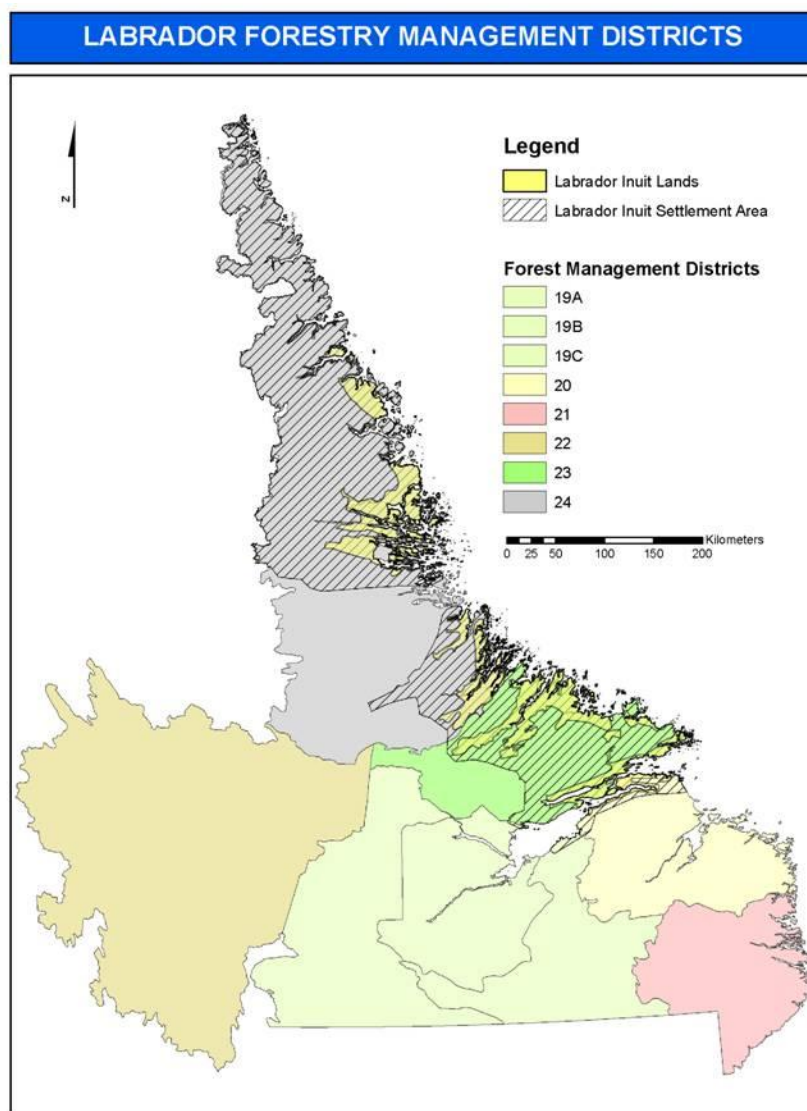 LABRADOR FORESTRY MANAGEMENT DISTRICTS
N
Legend
Labrador Inuit Lands
Labrador Inuit Settlement Area
Forest Management Districts
19A
19B
19C
20
21
22
23
24
Kilometers
0 25 50 100 150 200